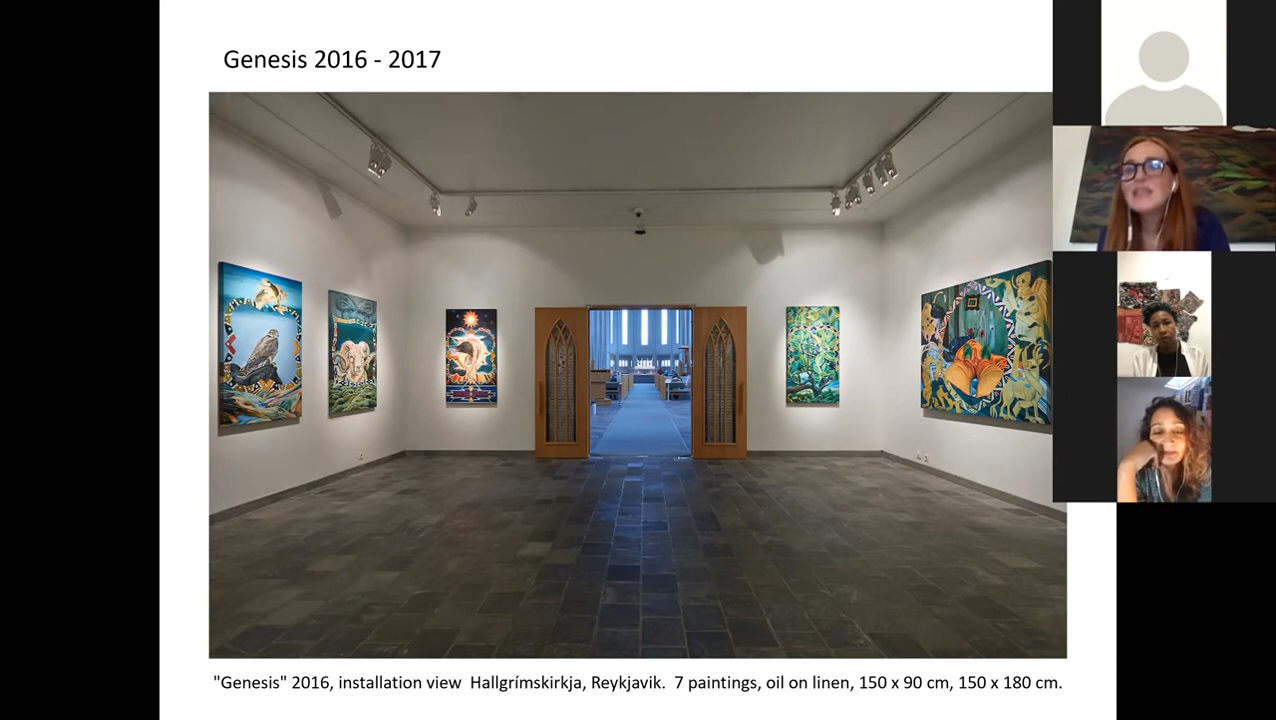 Genesis 2016 - 2017
"Genesis" 2016, installation view Hallgrímskirkja, Reykjavik. 7 paintings, oil on linen, 150 x 90 cm, 150 x 180 cm.